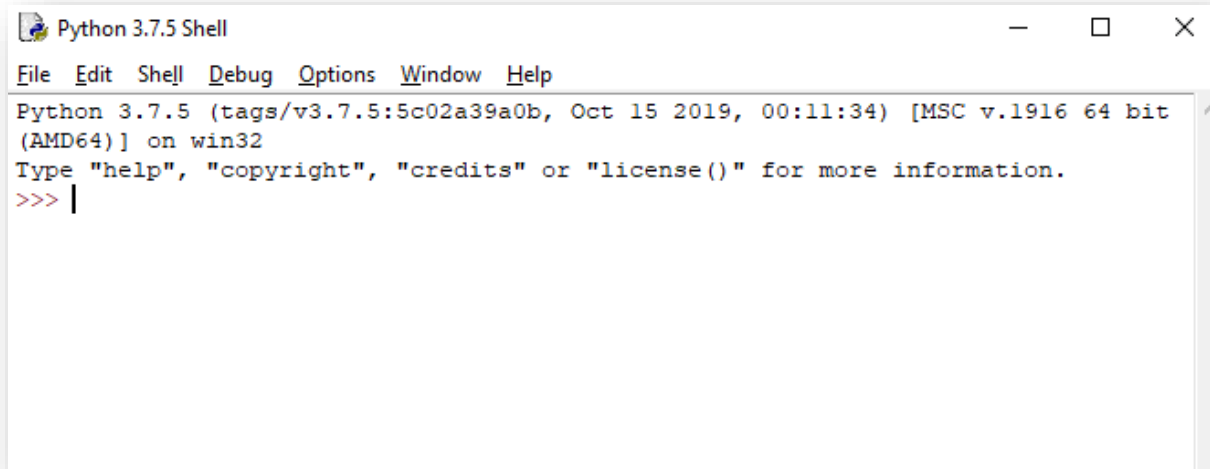 Python 3.7.5 Shell
File Edit Shell Debug Options Window Help
Python 3.7.5 (tags/v3.7.5:5c02a39a0b, Oct 15 2019, 00:11:34) [MSC v.1916 64 bit
(AMD64)] on win32
Type "help", "copyright", "credits" or "license()" for more information.
>>>